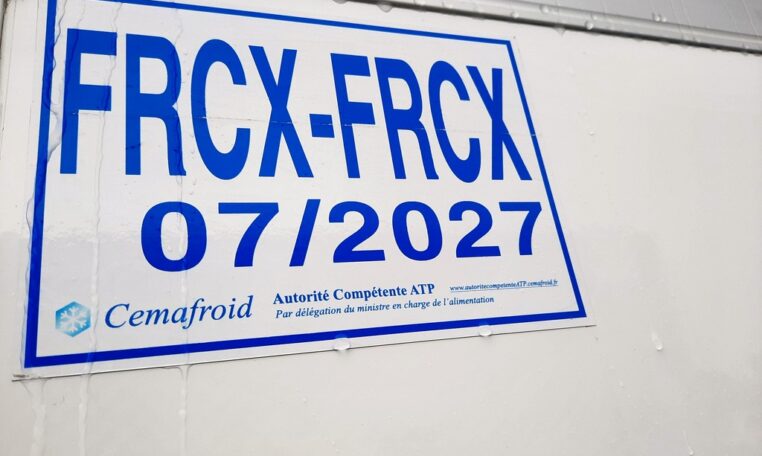 FRCX-FRCX
07/2027
Cemafroid
Autorité Compétente ATP www.autoritecompetenteATP.cemafroid.fr
Par délégation du ministre en charge de l'alimentation